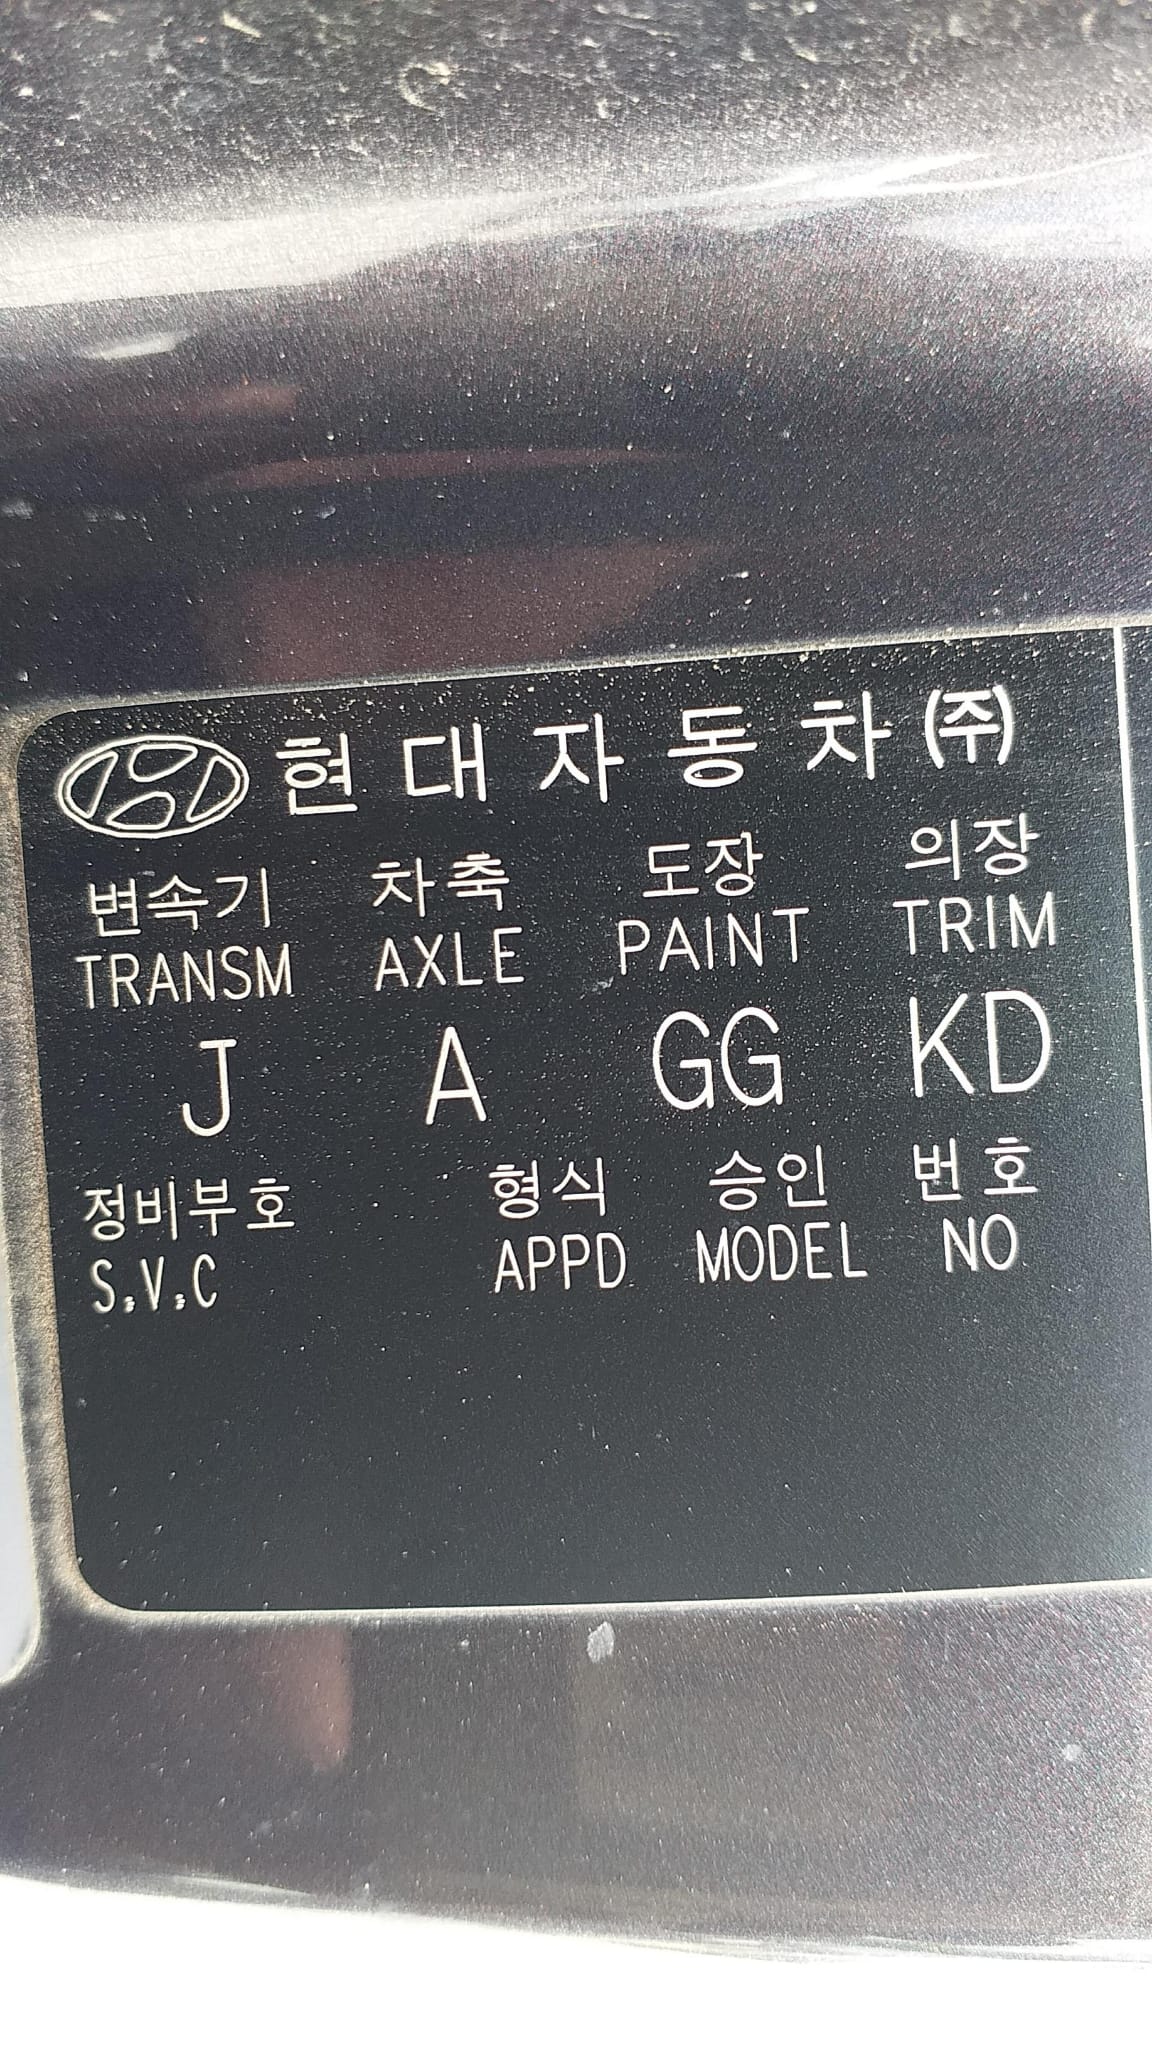 현대자동차㈜
변속기 차축 도장 의장
TRANSM AXLE PAINT TRIM
J A GG KD
정비부호 형식 승인 번호
S.V.C APPD MODEL NO